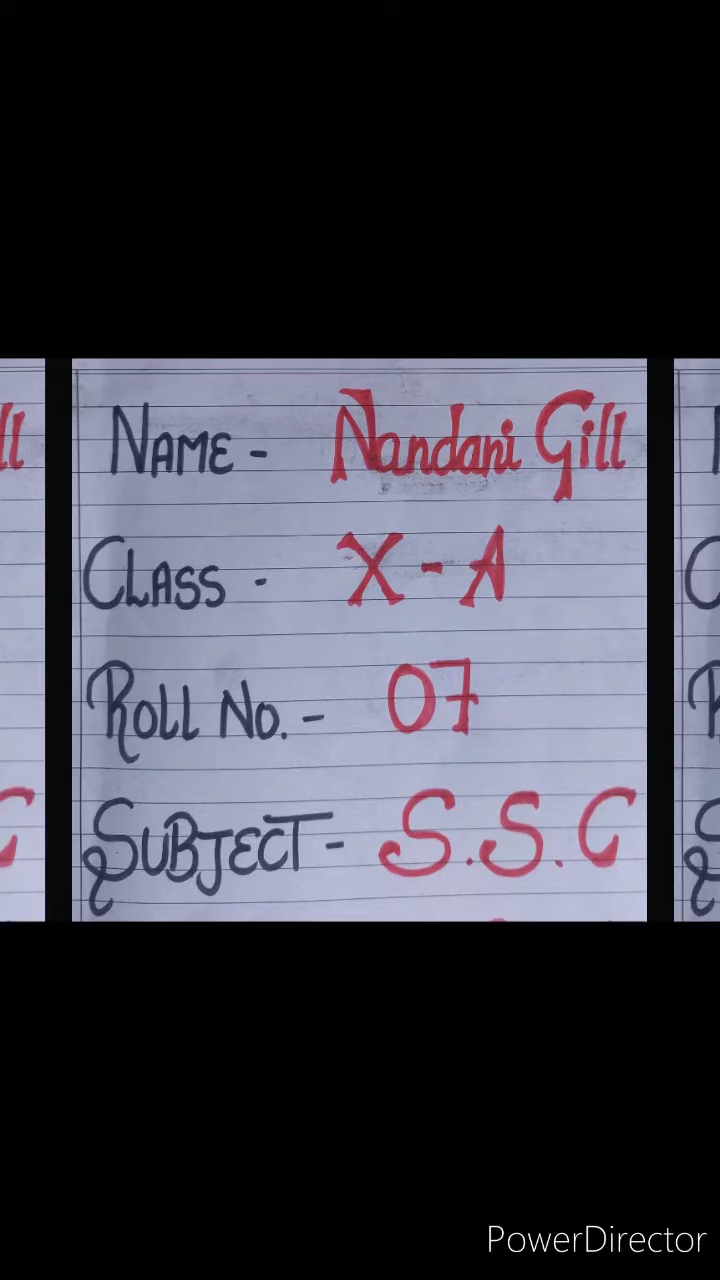 NAME - Nandani Gill
CLASS - X - A
ROLL NO. - 07
SUBJECT - S.S.C
PowerDirector